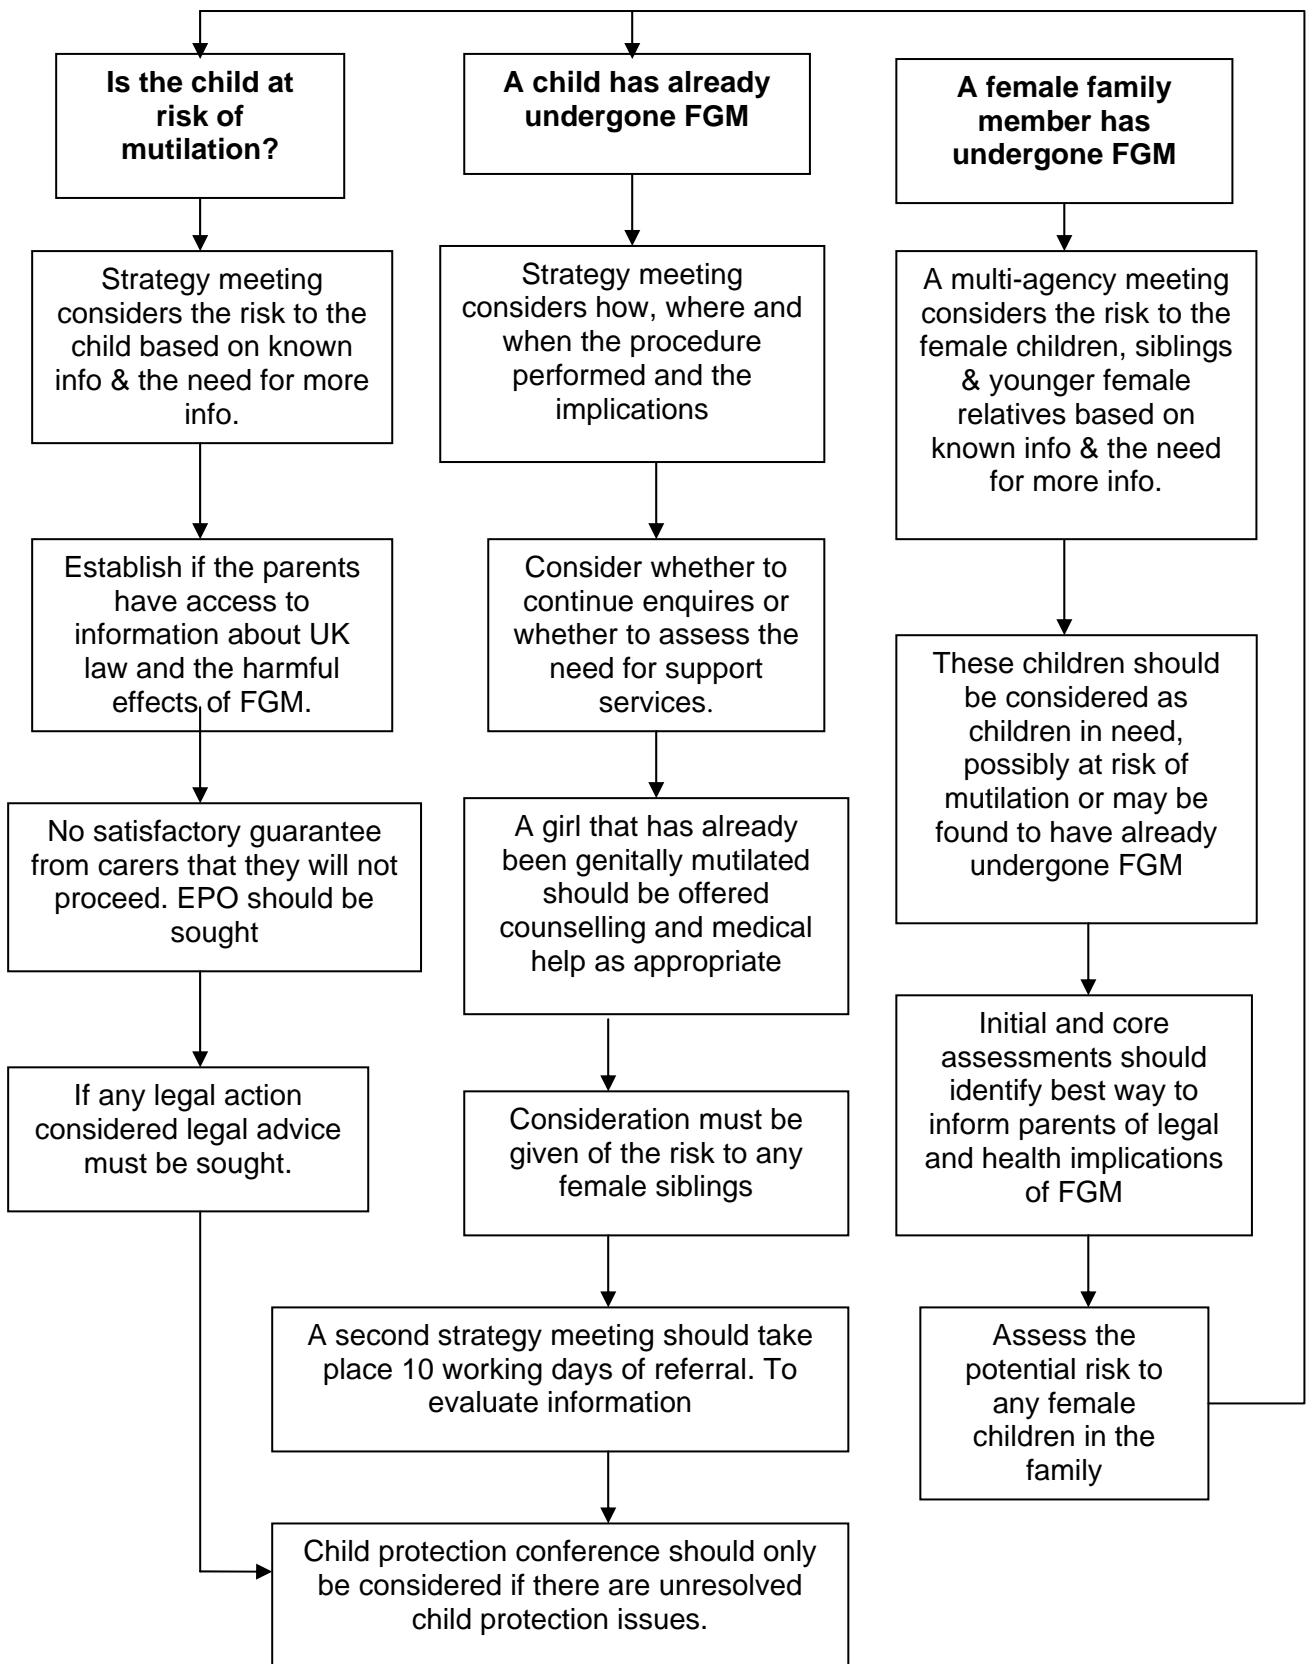 Is the child at
risk of
mutilation?
Strategy meeting
considers the risk to the
child based on known
info & the need for more
info.
Establish if the parents
have access to
information about UK
law and the harmful
effects of FGM.
No satisfactory guarantee
from carers that they will not
proceed. EPO should be
sought
If any legal action
considered legal advice
must be sought.
A child has already
undergone FGM
Strategy meeting
considers how, where and
when the procedure
performed and the
implications
Consider whether to
continue enquires or
whether to assess the
need for support
services.
A girl that has already
been genitally mutilated
should be offered
counselling and medical
help as appropriate
Consideration must be
given of the risk to any
female siblings
A second strategy meeting should take
place 10 working days of referral. To
evaluate information
Child protection conference should only
be considered if there are unresolved
child protection issues.
A female family
member has
undergone FGM
A multi-agency meeting
considers the risk to the
female children, siblings
& younger female
relatives based on
known info & the need
for more info.
These children should
be considered as
children in need,
possibly at risk of
mutilation or may be
found to have already
undergone FGM
Initial and core
assessments should
identify best way to
inform parents of legal
and health implications
of FGM
Assess the
potential risk to
any female
children in the
family